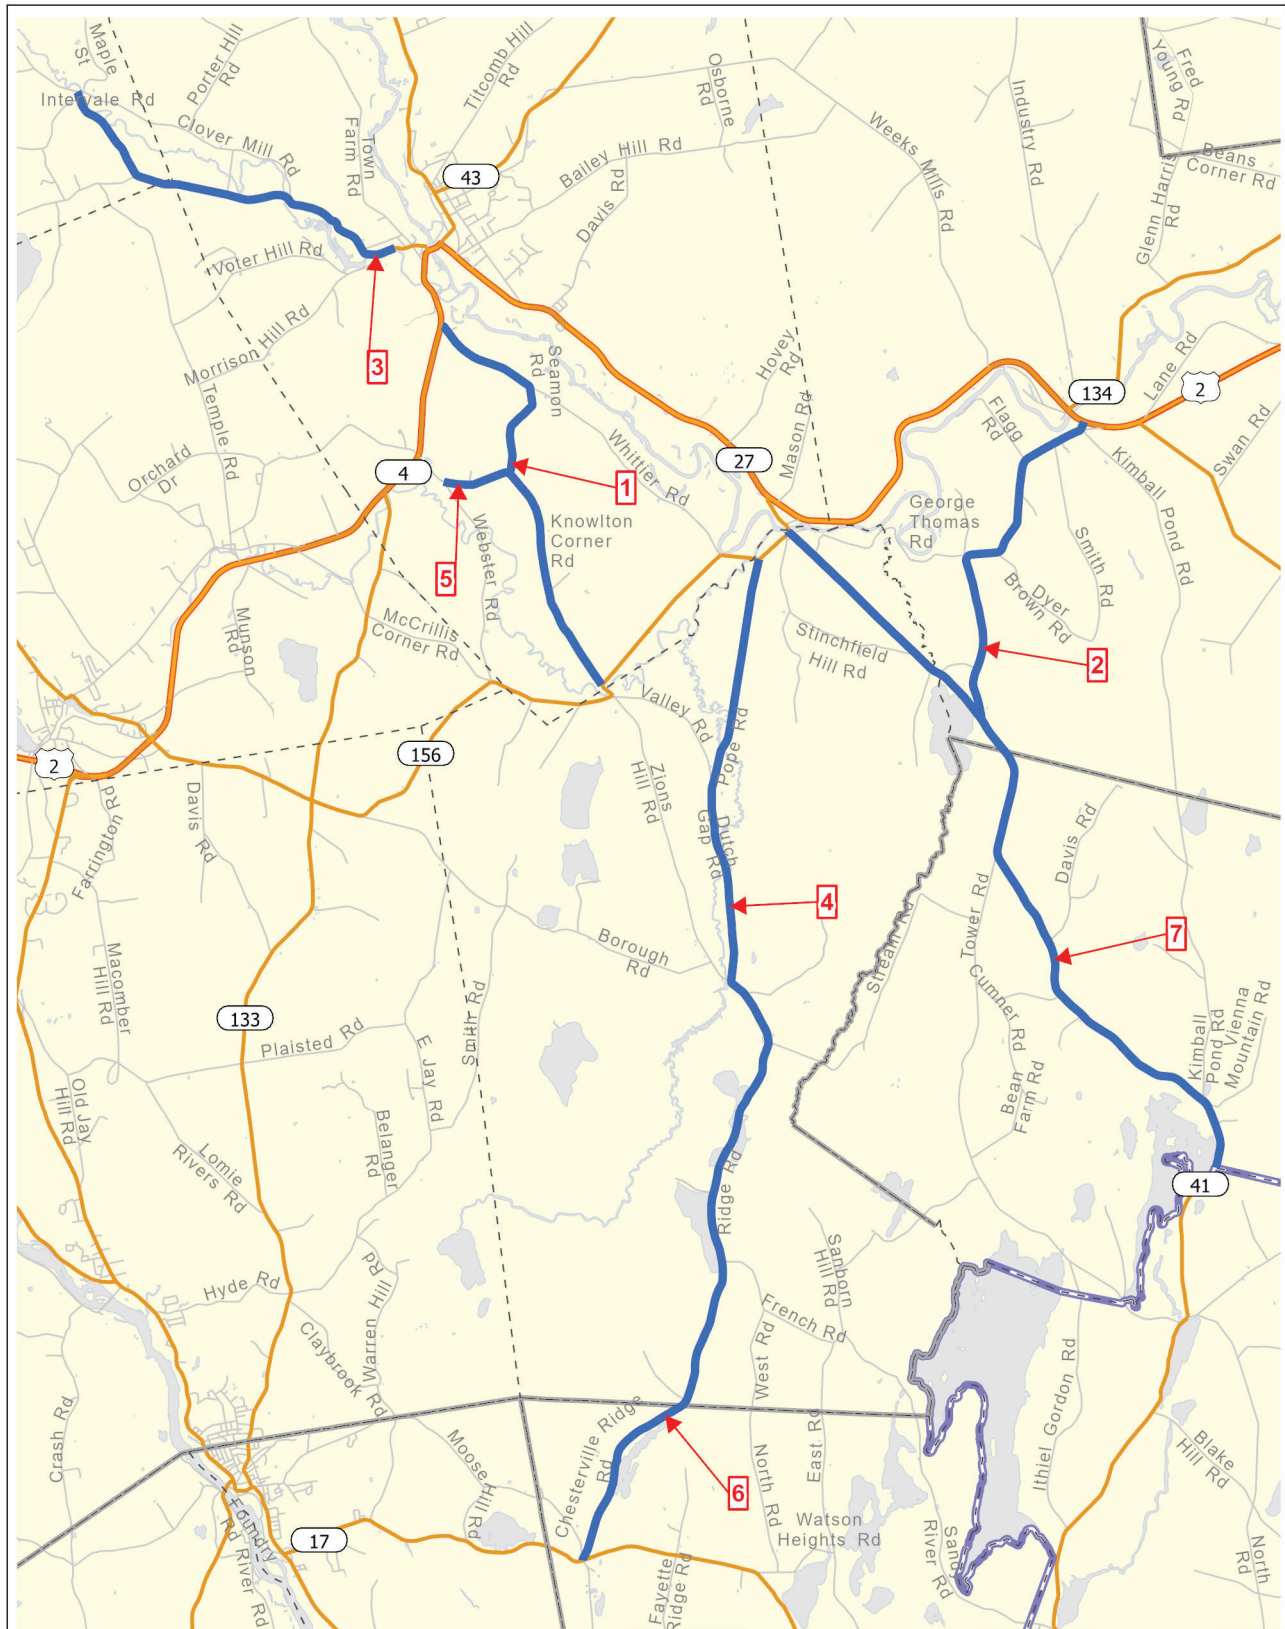 Maple
St
Porter Hill
Rd
Titcomb Hill
Rd
Osborne
Rd
Fred
Young Rd
Intervale Rd
Clover Mill Rd
Town
Farm Rd
43
Bailey Hill Rd
Davis Rd
Weeks Mills Rd
Industry Rd
Beans
Corner Rd
Glenn Harris
Rd
Voter Hill Rd
3
Morrison Hill Rd
Temple Rd
Seamon
Rd
Hovey
Rd
Mason Rd
Flagg
Rd
134
Lane Rd
2
Swan Rd
Orchard
Dr
4
1
Whittier Rd
27
Kimball Pond Rd
5
Webster Rd
Knowlton
Corner
Rd
George
Thomas
Rd
Smith Rd
Dyer
Brown Rd
Munson
Rd
McCrillis
Corner Rd
Stinchfield
Hill Rd
2
Valley Rd
Pope Rd
2
156
Zions
Hill Rd
Dutch
Gap Rd
Farrington Rd
Davis Rd
Davis Rd
4
Tower Rd
7
Stream Rd
Borough
Rd
Macomber
Hill Rd
133
Plaisted Rd
E Jay Rd
Smith Rd
Cumner Rd
Bean
Farm Rd
Kimball
Pond Rd
Vienna
Mountain Rd
Old Jay
Hill Rd
Lomie
Rivers Rd
Belanger
Rd
Ridge Rd
41
Sanborn
Hill Rd
Hyde Rd
Warren Hill Rd
Claybrook Rd
French Rd
West Rd
Ithiel Gordon Rd
Crash Rd
Moose
Hill Rd
Chesterville Ridge
Rd
6
North Rd
East Rd
Blake
Hill Rd
Watson
Heights Rd
Foundry
Rd
River Rd
17
Fayette
Ridge Rd
Sandy
River Rd
North
Rd